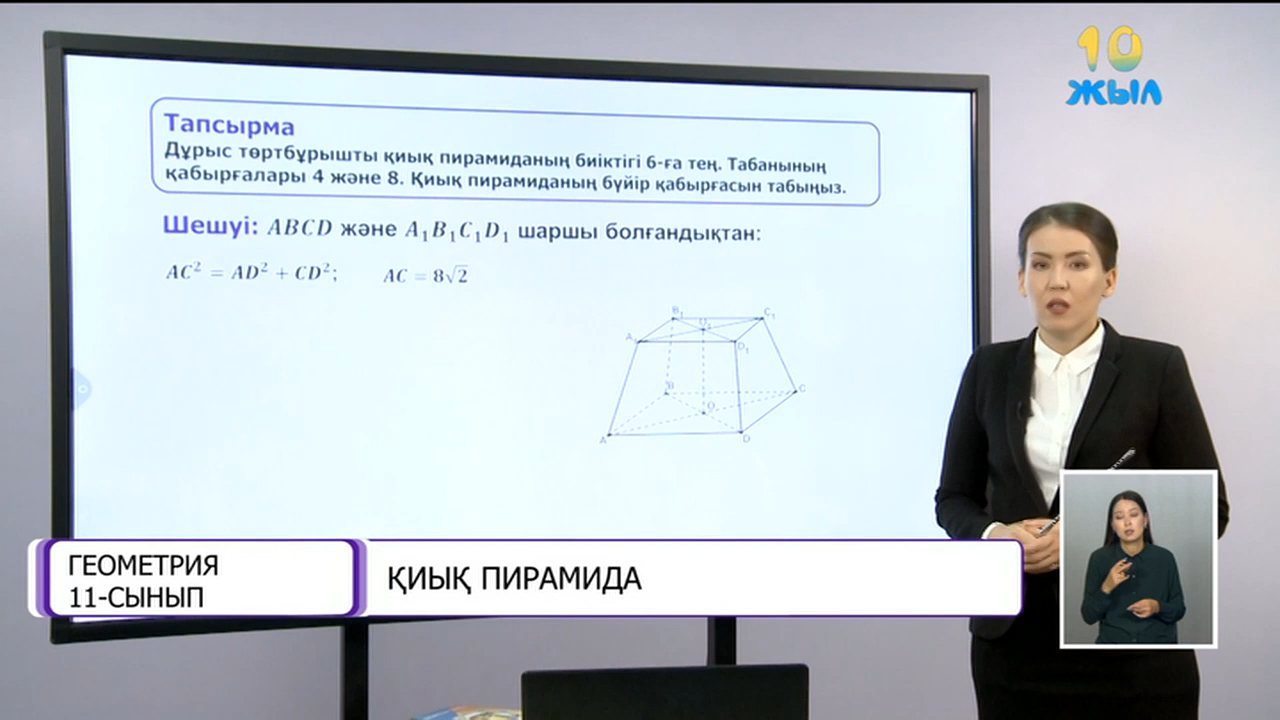 10
ЖЫЛ
Тапсырма
Дұрыс төртбұрышты қиық пирамиданың биіктігі 6-ға тең. Табанының
қабырғалары 4 және 8. Қиық пирамиданың бүйір қабырғасын табыңыз.
Шешуі: ABCD және A₁B₁C₁D₁ шаршы болғандықтан:
AC² = AD² + CD²; AC = 8√2
B₁
C₁
O₁
A₁
D₁
B
C
O
A
D
ГЕОМЕТРИЯ
11-СЫНЫП
ҚИЫҚ ПИРАМИДА